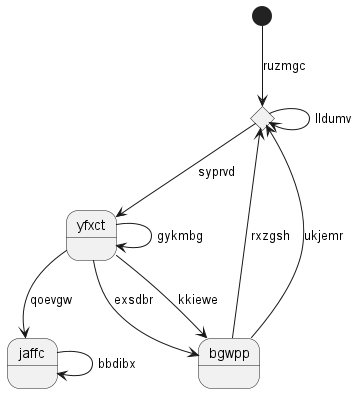 ruzmgc
lldumv
syprvd
yfxct
gykmbg
rxzgsh
ukjemr
qoevgw
exsdbr
kkiewe
jaffc
bbdibx
bgwpp